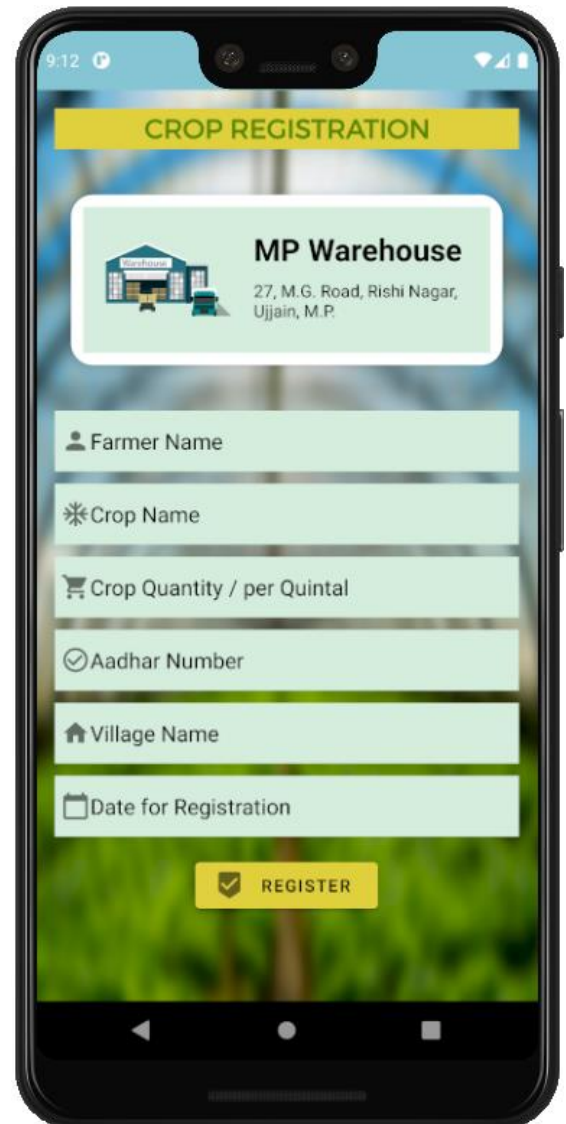 9:12
CROP REGISTRATION
Warehouse
MP Warehouse
27, M.G. Road, Rishi Nagar,
Ujjain, M.P.
Farmer Name
Crop Name
Crop Quantity / per Quintal
Aadhar Number
Village Name
Date for Registration
REGISTER